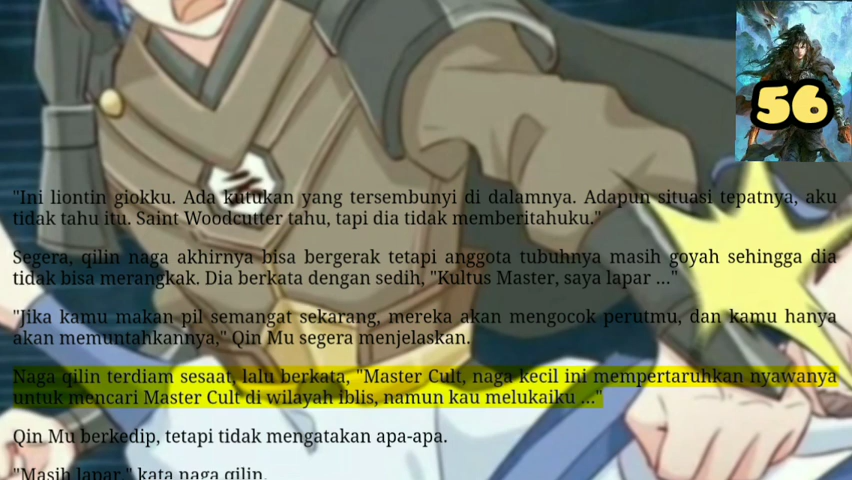 56
"Ini liontin giokku. Ada kutukan yang tersembunyi di dalamnya. Adapun situasi tepatnya, aku
tidak tahu itu. Saint Woodcutter tahu, tapi dia tidak memberitahuku."
Segera, qilin naga akhirnya bisa bergerak tetapi anggota tubuhnya masih goyah sehingga dia
tidak bisa merangkak. Dia berkata dengan sedih, "Kultus Master, saya lapar ..."
"Jika kamu makan pil semangat sekarang, mereka akan mengocok perutmu, dan kamu hanya
akan memuntahkannya," Qin Mu segera menjelaskan.
Naga qilin terdiam sesaat, lalu berkata, "Master Cult, naga kecil ini mempertaruhkan nyawanya
untuk mencari Master Cult di wilayah iblis, namun kau melukaiku ..."
Qin Mu berkedip, tetapi tidak mengatakan apa-apa.
"Masih lapar," kata naga qilin.